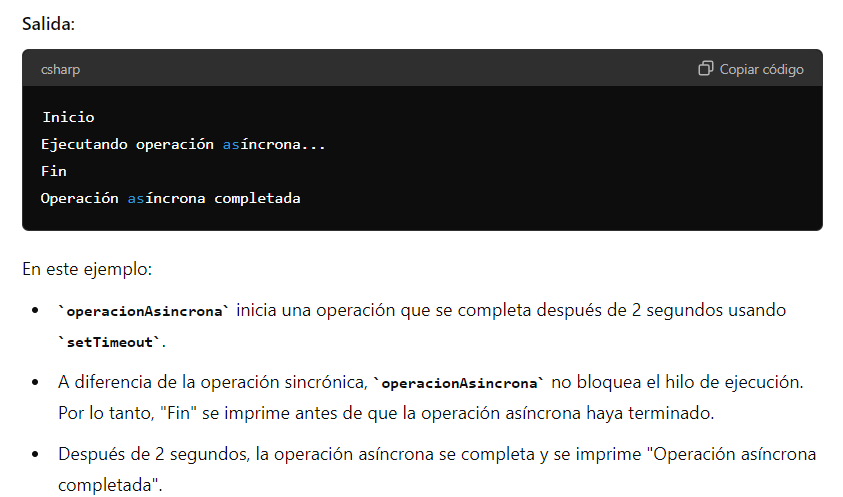 Salida:
csharp
Copiar código
Inicio
Ejecutando operación asíncrona...
Fin
Operación asíncrona completada
En este ejemplo:
• `operacionAsincrona` inicia una operación que se completa después de 2 segundos usando
`setTimeout`.
• A diferencia de la operación sincrónica, `operacionAsincrona` no bloquea el hilo de ejecución.
Por lo tanto, "Fin" se imprime antes de que la operación asíncrona haya terminado.
• Después de 2 segundos, la operación asíncrona se completa y se imprime "Operación asíncrona
completada".